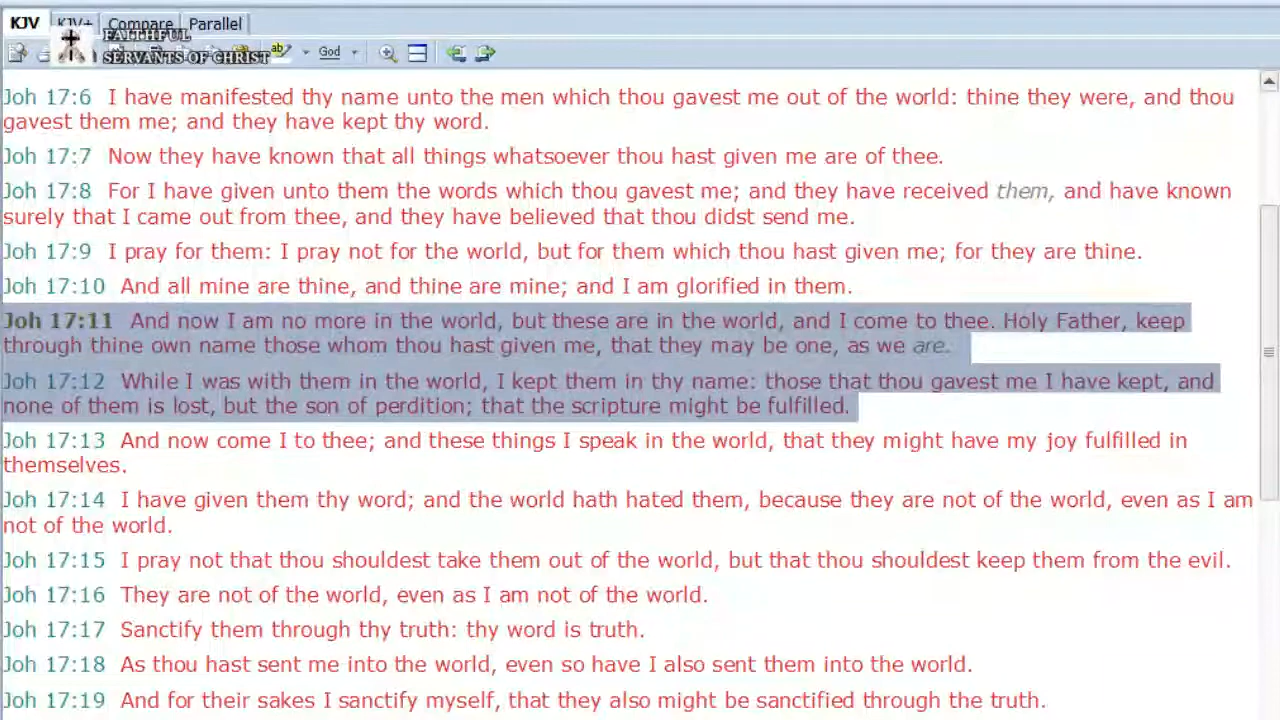 KJV KJV+ Compare Parallel
FAITHFUL
SERVANTS OF CHRIST
ab God
Joh 17:6 I have manifested thy name unto the men which thou gavest me out of the world: thine they were, and thou
gavest them me; and they have kept thy word.
Joh 17:7 Now they have known that all things whatsoever thou hast given me are of thee.
Joh 17:8 For I have given unto them the words which thou gavest me; and they have received them, and have known
surely that I came out from thee, and they have believed that thou didst send me.
Joh 17:9 I pray for them: I pray not for the world, but for them which thou hast given me; for they are thine.
Joh 17:10 And all mine are thine, and thine are mine; and I am glorified in them.
Joh 17:11 And now I am no more in the world, but these are in the world, and I come to thee. Holy Father, keep
through thine own name those whom thou hast given me, that they may be one, as we are.
Joh 17:12 While I was with them in the world, I kept them in thy name: those that thou gavest me I have kept, and
none of them is lost, but the son of perdition; that the scripture might be fulfilled.
Joh 17:13 And now come I to thee; and these things I speak in the world, that they might have my joy fulfilled in
themselves.
Joh 17:14 I have given them thy word; and the world hath hated them, because they are not of the world, even as I am
not of the world.
Joh 17:15 I pray not that thou shouldest take them out of the world, but that thou shouldest keep them from the evil.
Joh 17:16 They are not of the world, even as I am not of the world.
Joh 17:17 Sanctify them through thy truth: thy word is truth.
Joh 17:18 As thou hast sent me into the world, even so have I also sent them into the world.
Joh 17:19 And for their sakes I sanctify myself, that they also might be sanctified through the truth.